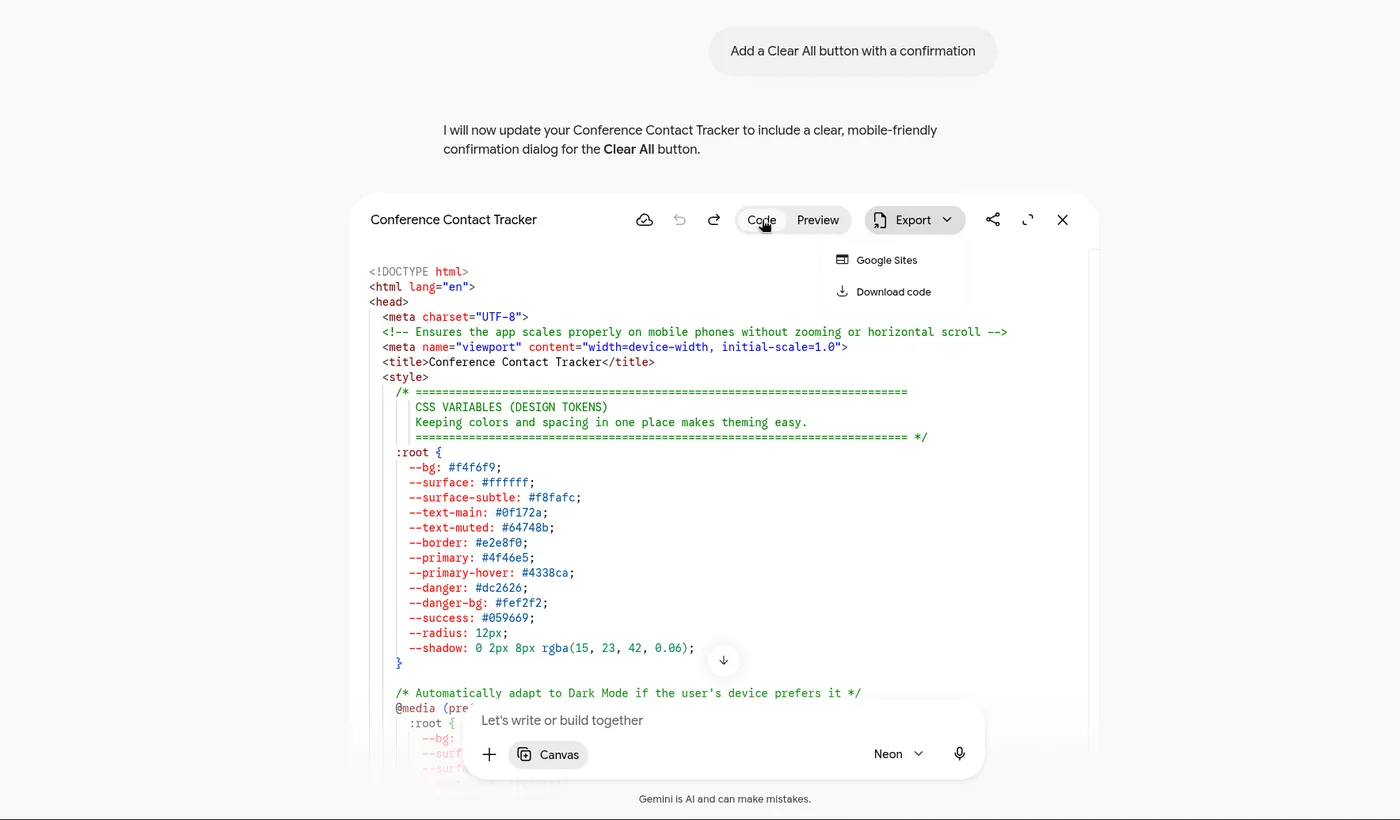 Add a Clear All button with a confirmation
I will now update your Conference Contact Tracker to include a clear, mobile-friendly
confirmation dialog for the Clear All button.
Conference Contact Tracker
Code
Preview
Export
Google Sites
Download code
<!DOCTYPE html>
<html lang="en">
<head>
<meta charset="UTF-8">
<!-- Ensures the app scales properly on mobile phones without zooming or horizontal scroll -->
<meta name="viewport" content="width=device-width, initial-scale=1.0">
<title>Conference Contact Tracker</title>
<style>
/* ==========================================================================
CSS VARIABLES (DESIGN TOKENS)
Keeping colors and spacing in one place makes theming easy.
========================================================================== */
:root {
--bg: #f4f6f9;
--surface: #ffffff;
--surface-subtle: #f8fafc;
--text-main: #0f172a;
--text-muted: #64748b;
--border: #e2e8f0;
--primary: #4f46e5;
--primary-hover: #4338ca;
--danger: #dc2626;
--danger-bg: #fef2f2;
--success: #059669;
--radius: 12px;
--shadow: 0 2px 8px rgba(15, 23, 42, 0.06);
}
/* Automatically adapt to Dark Mode if the user's device prefers it */
@media (pre
:root {
--bg:
--surf
--surf
Let's write or build together
Canvas
Neon
Gemini is AI and can make mistakes.